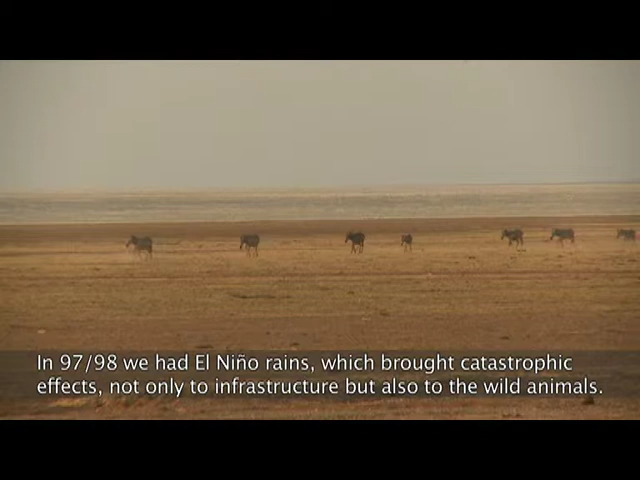 In 97/98 we had El Niño rains, which brought catastrophic
effects, not only to infrastructure but also to the wild animals.